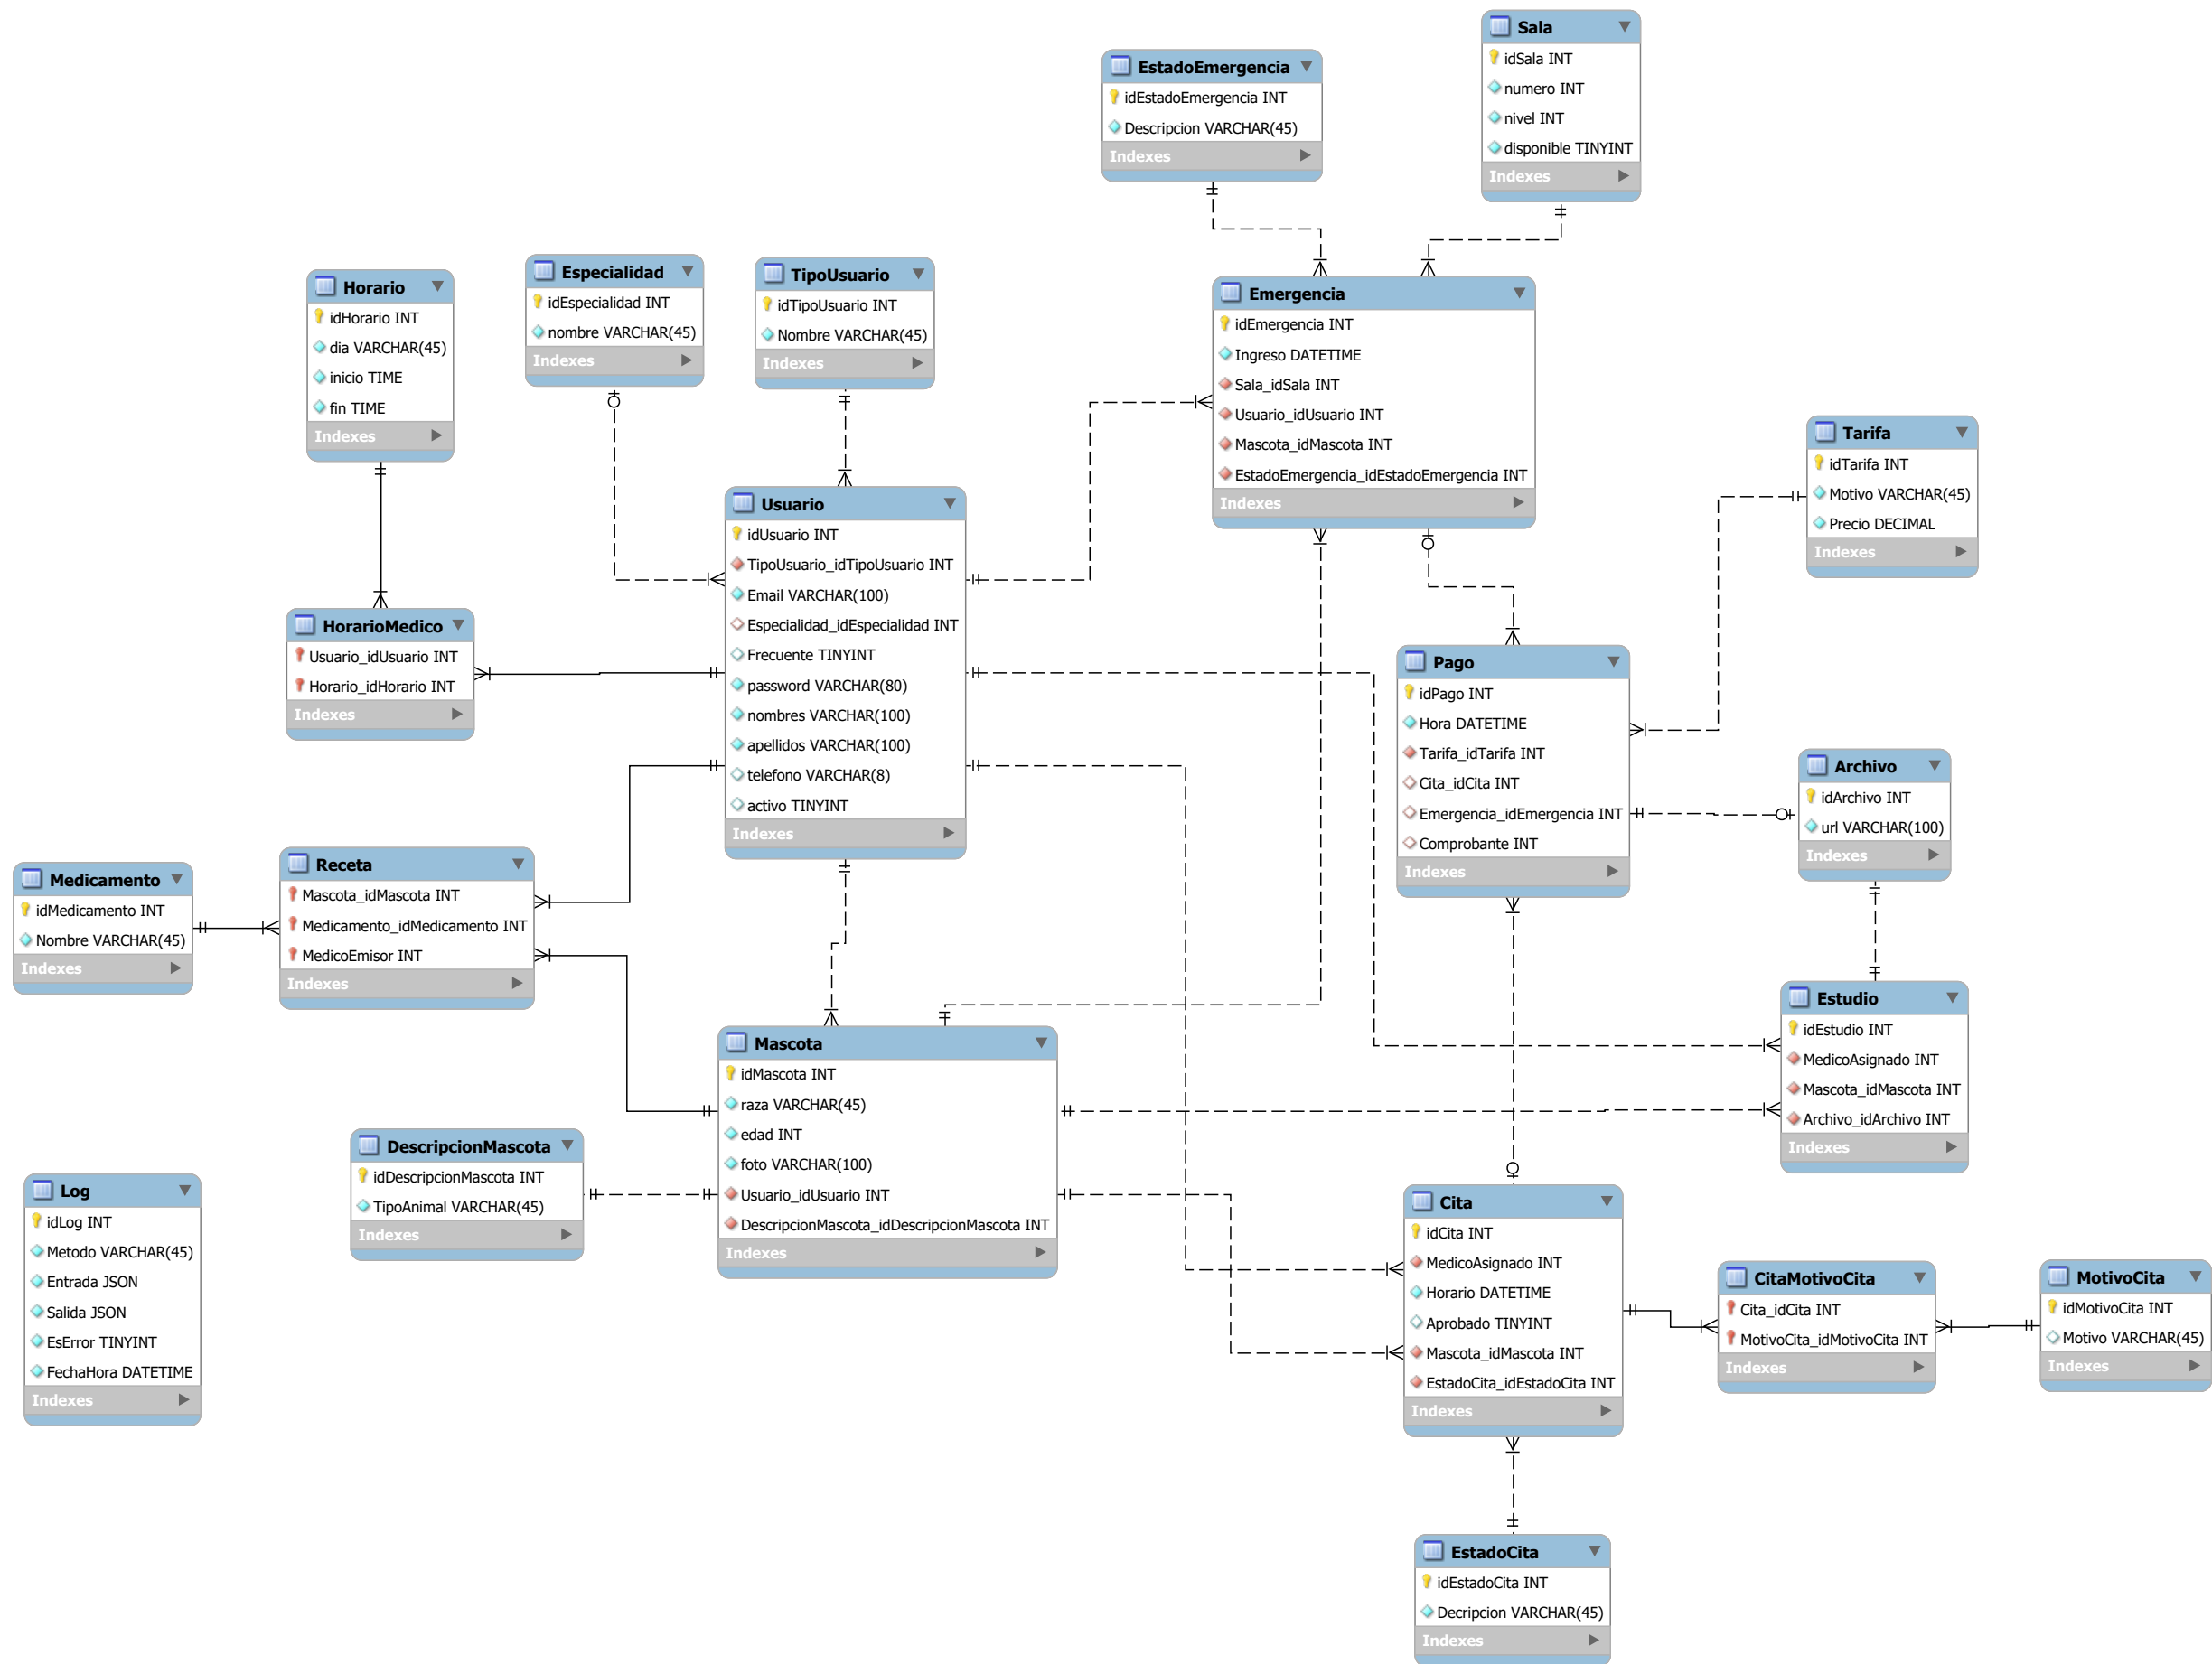 Sala
idSala INT
numero INT
nivel INT
disponible TINYINT
Indexes
EstadoEmergencia
idEstadoEmergencia INT
Descripcion VARCHAR(45)
Indexes
Horario
idHorario INT
dia VARCHAR(45)
inicio TIME
fin TIME
Indexes
Especialidad
idEspecialidad INT
nombre VARCHAR(45)
Indexes
TipoUsuario
idTipoUsuario INT
Nombre VARCHAR(45)
Indexes
Emergencia
idEmergencia INT
Ingreso DATETIME
Sala_idSala INT
Usuario_idUsuario INT
Mascota_idMascota INT
EstadoEmergencia_idEstadoEmergencia INT
Indexes
Tarifa
idTarifa INT
Motivo VARCHAR(45)
Precio DECIMAL
Indexes
Usuario
idUsuario INT
TipoUsuario_idTipoUsuario INT
Email VARCHAR(100)
Especialidad_idEspecialidad INT
Frecuente TINYINT
password VARCHAR(80)
nombres VARCHAR(100)
apellidos VARCHAR(100)
telefono VARCHAR(8)
activo TINYINT
Indexes
HorarioMedico
Usuario_idUsuario INT
Horario_idHorario INT
Indexes
Pago
idPago INT
Hora DATETIME
Tarifa_idTarifa INT
Cita_idCita INT
Emergencia_idEmergencia INT
Comprobante INT
Indexes
Archivo
idArchivo INT
url VARCHAR(100)
Indexes
Medicamento
idMedicamento INT
Nombre VARCHAR(45)
Indexes
Receta
Mascota_idMascota INT
Medicamento_idMedicamento INT
MedicoEmisor INT
Indexes
Estudio
idEstudio INT
MedicoAsignado INT
Mascota_idMascota INT
Archivo_idArchivo INT
Indexes
Mascota
idMascota INT
raza VARCHAR(45)
edad INT
foto VARCHAR(100)
Usuario_idUsuario INT
DescripcionMascota_idDescripcionMascota INT
Indexes
DescripcionMascota
idDescripcionMascota INT
TipoAnimal VARCHAR(45)
Indexes
Log
idLog INT
Metodo VARCHAR(45)
Entrada JSON
Salida JSON
EsError TINYINT
FechaHora DATETIME
Indexes
Cita
idCita INT
MedicoAsignado INT
Horario DATETIME
Aprobado TINYINT
Mascota_idMascota INT
EstadoCita_idEstadoCita INT
Indexes
CitaMotivoCita
Cita_idCita INT
MotivoCita_idMotivoCita INT
Indexes
MotivoCita
idMotivoCita INT
Motivo VARCHAR(45)
Indexes
EstadoCita
idEstadoCita INT
Decripcion VARCHAR(45)
Indexes